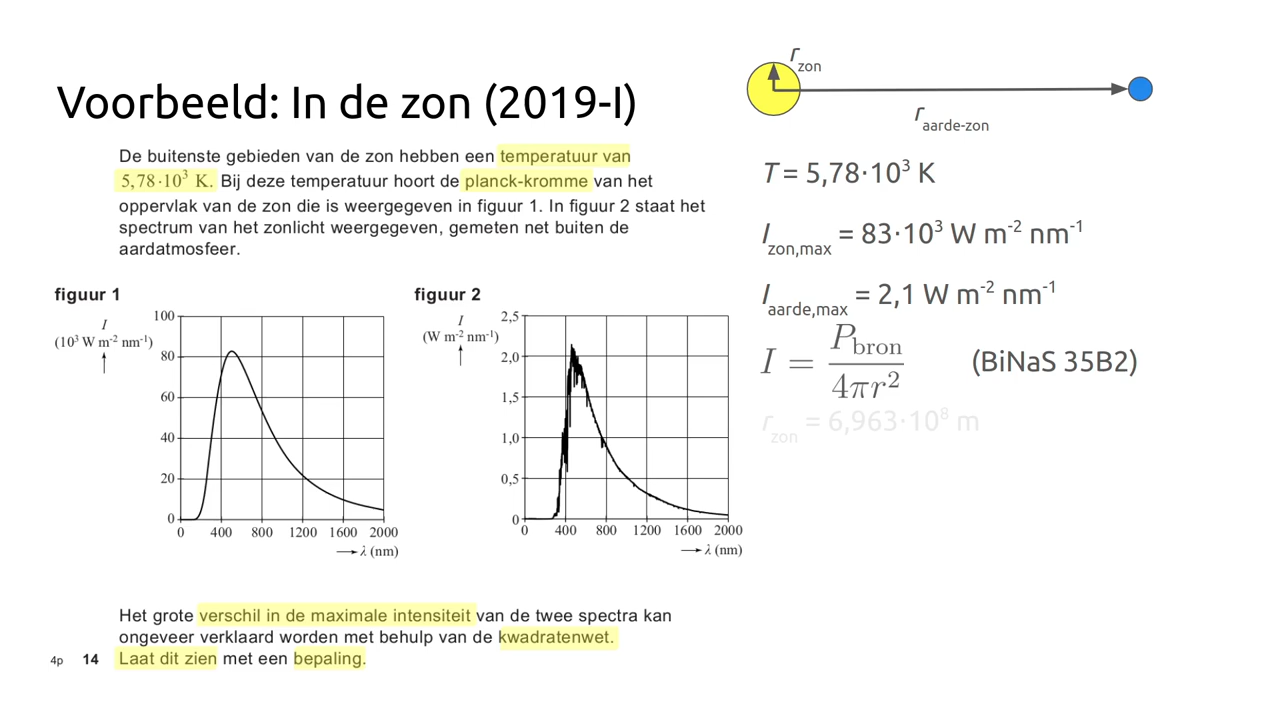 Voorbeeld: In de zon (2019-I)
De buitenste gebieden van de zon hebben een temperatuur van
5,78·10³ K. Bij deze temperatuur hoort de planck-kromme van het
oppervlak van de zon die is weergegeven in figuur 1. In figuur 2 staat het
spectrum van het zonlicht weergegeven, gemeten net buiten de
aardatmosfeer.
figuur 1
I
(10³ W m⁻² nm⁻¹)
100
80
60
40
20
0
0 400 800 1200 1600 2000
λ (nm)
figuur 2
I
(W m⁻² nm⁻¹)
2,5
2,0
1,5
1,0
0,5
0
0 400 800 1200 1600 2000
λ (nm)
Het grote verschil in de maximale intensiteit van de twee spectra kan
ongeveer verklaard worden met behulp van de kwadratenwet.
4p 14 Laat dit zien met een bepaling.
r zon
r aarde-zon
T = 5,78·10³ K
I zon,max = 83·10³ W m⁻² nm⁻¹
I aarde,max = 2,1 W m⁻² nm⁻¹
I = P bron / 4πr² (BiNaS 35B2)
r zon = 6,963·10⁸ m